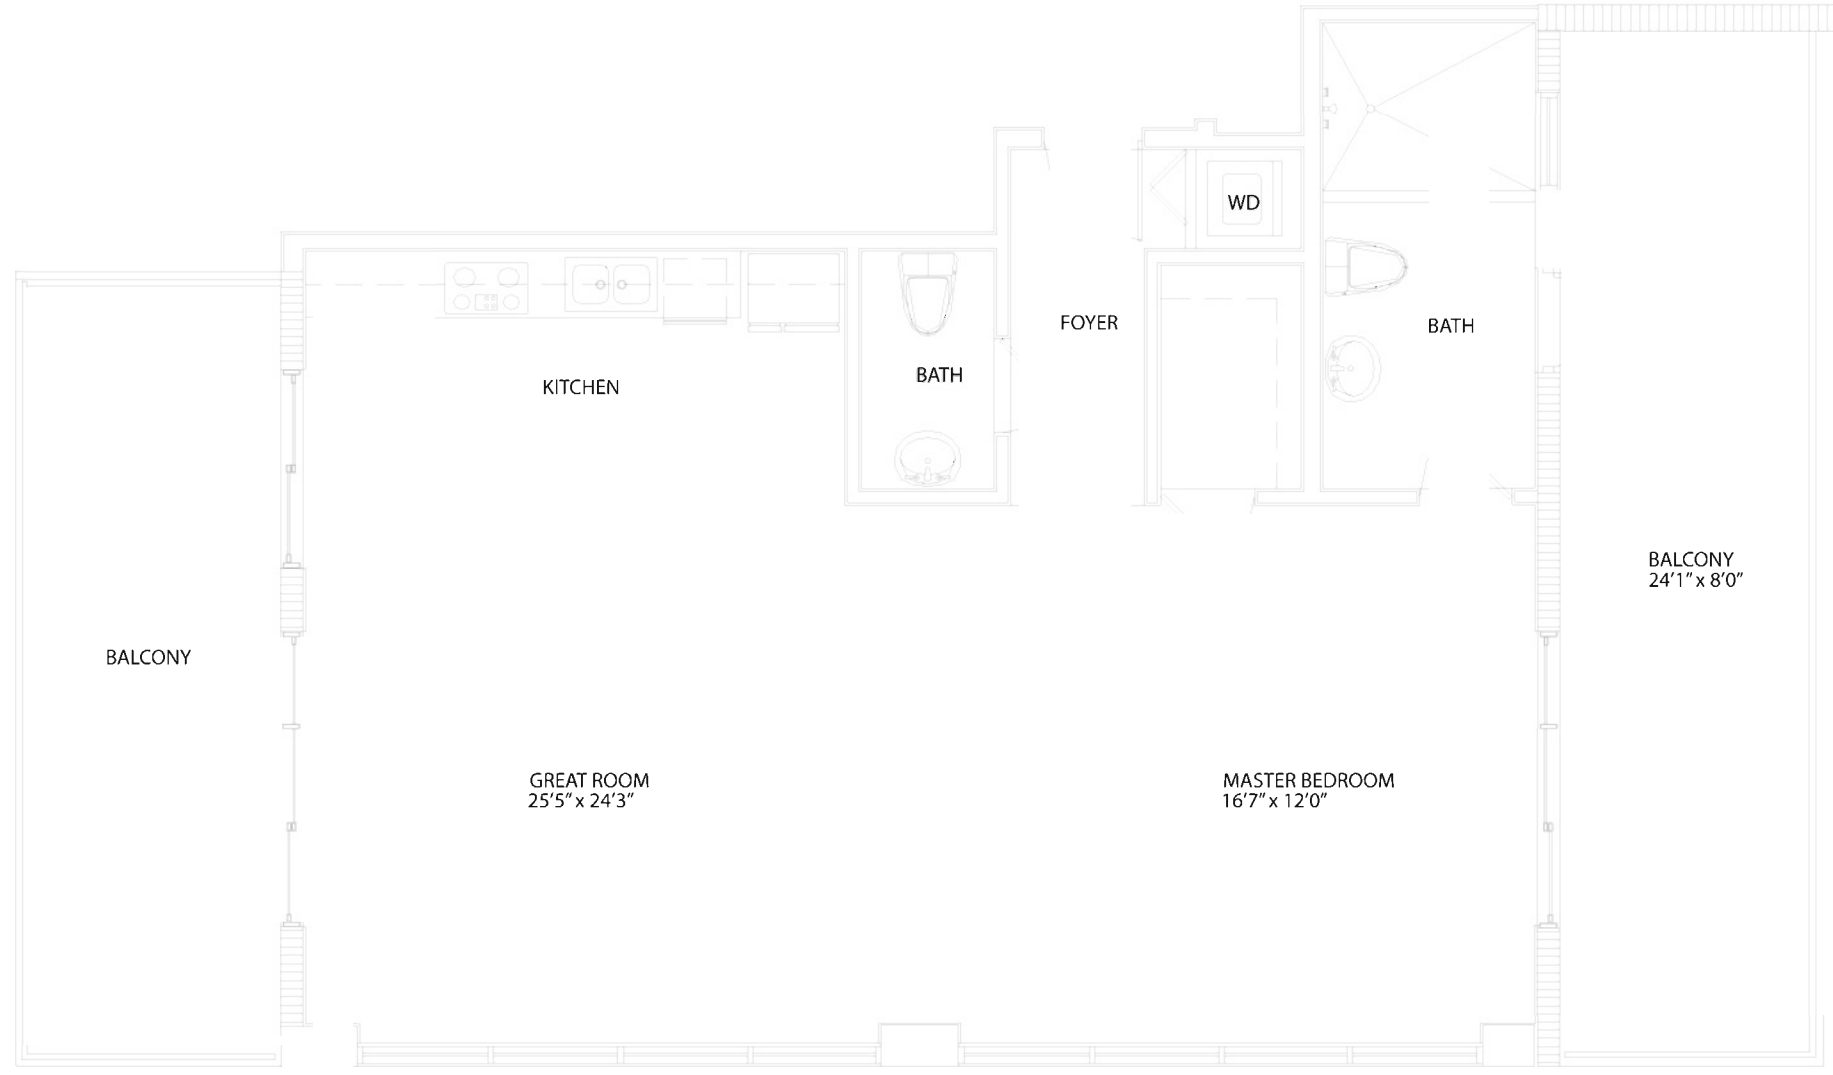 WD
FOYER
BATH
BATH
KITCHEN
BALCONY
24'1" x 8'0"
BALCONY
GREAT ROOM
25'5" x 24'3"
MASTER BEDROOM
16'7" x 12'0"